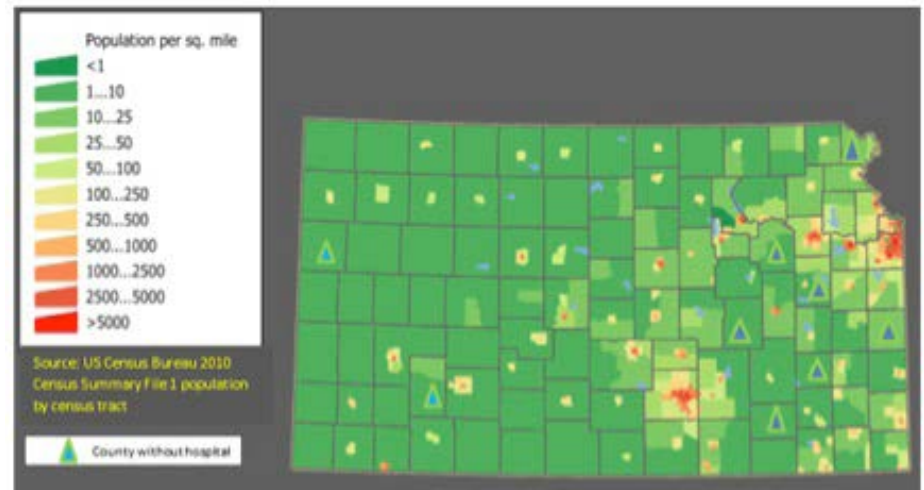 Population per sq. mile
<1
1...10
10...25
25...50
50...100
100...250
250...500
500...1000
1000...2500
2500...5000
>5000
Source: US Census Bureau 2010
Census Summary File 1 population
by census tract
County without hospital